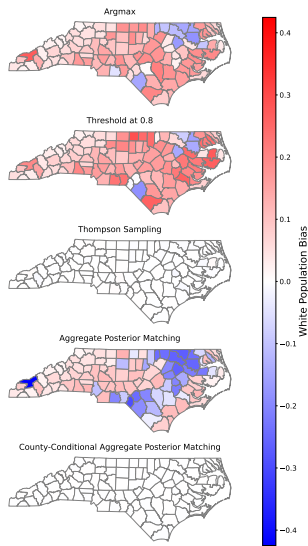 Argmax
Threshold at 0.8
Thompson Sampling
Aggregate Posterior Matching
County-Conditional Aggregate Posterior Matching
0.4
0.3
0.2
0.1
0.0
−0.1
−0.2
−0.3
−0.4
White Population Bias